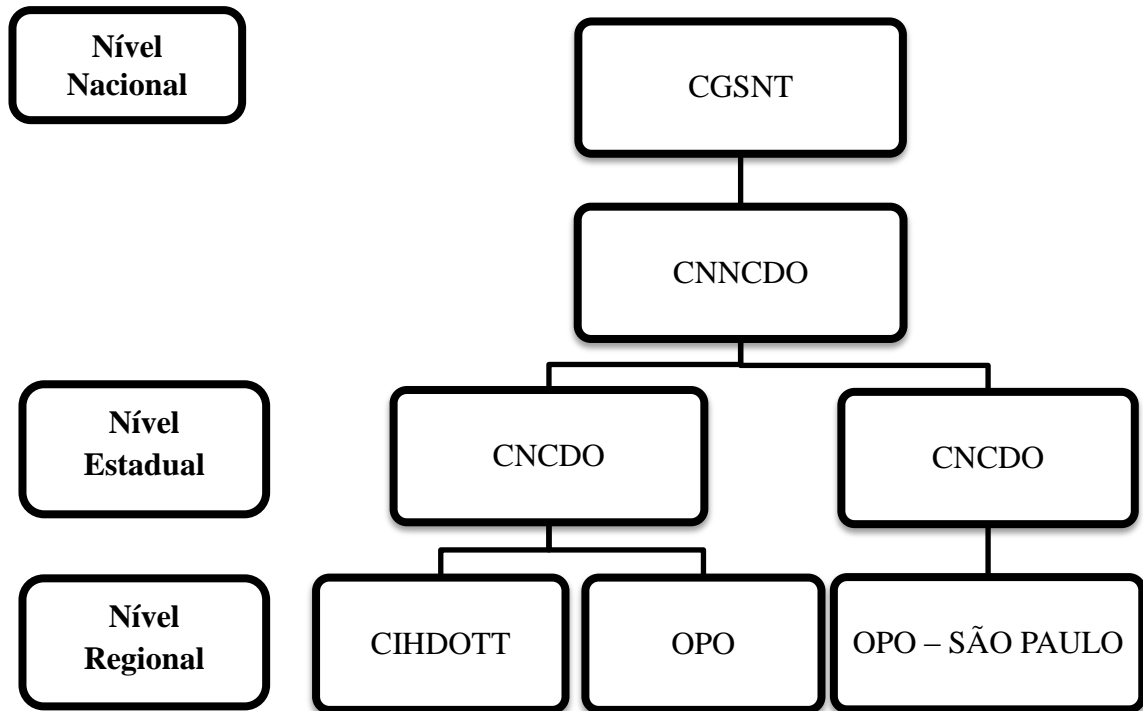 Nível
Nacional
CGSNT
CNNCDO
Nível
Estadual
CNCDO
CNCDO
Nível
Regional
CIHDOTT
OPO
OPO – SÃO PAULO